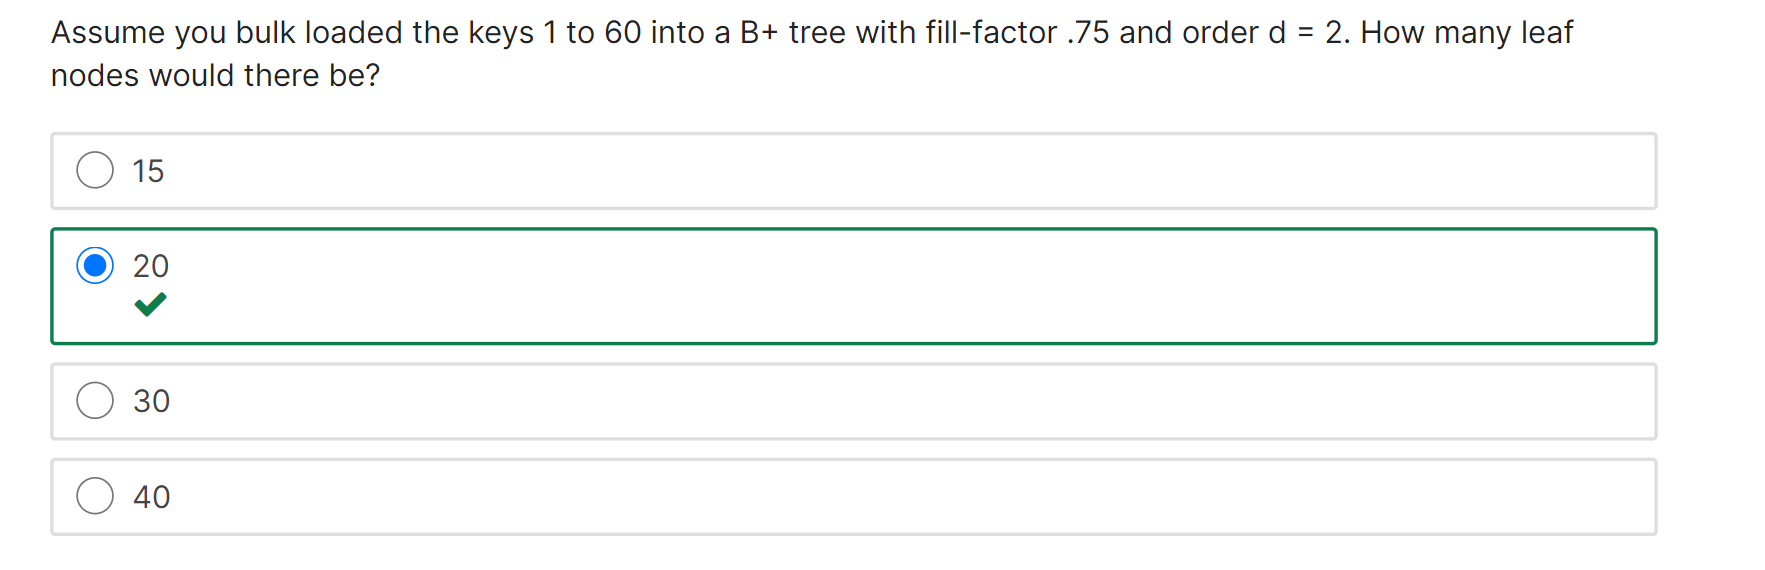 Assume you bulk loaded the keys 1 to 60 into a B+ tree with fill-factor .75 and order d = 2. How many leaf
nodes would there be?
15
20
30
40